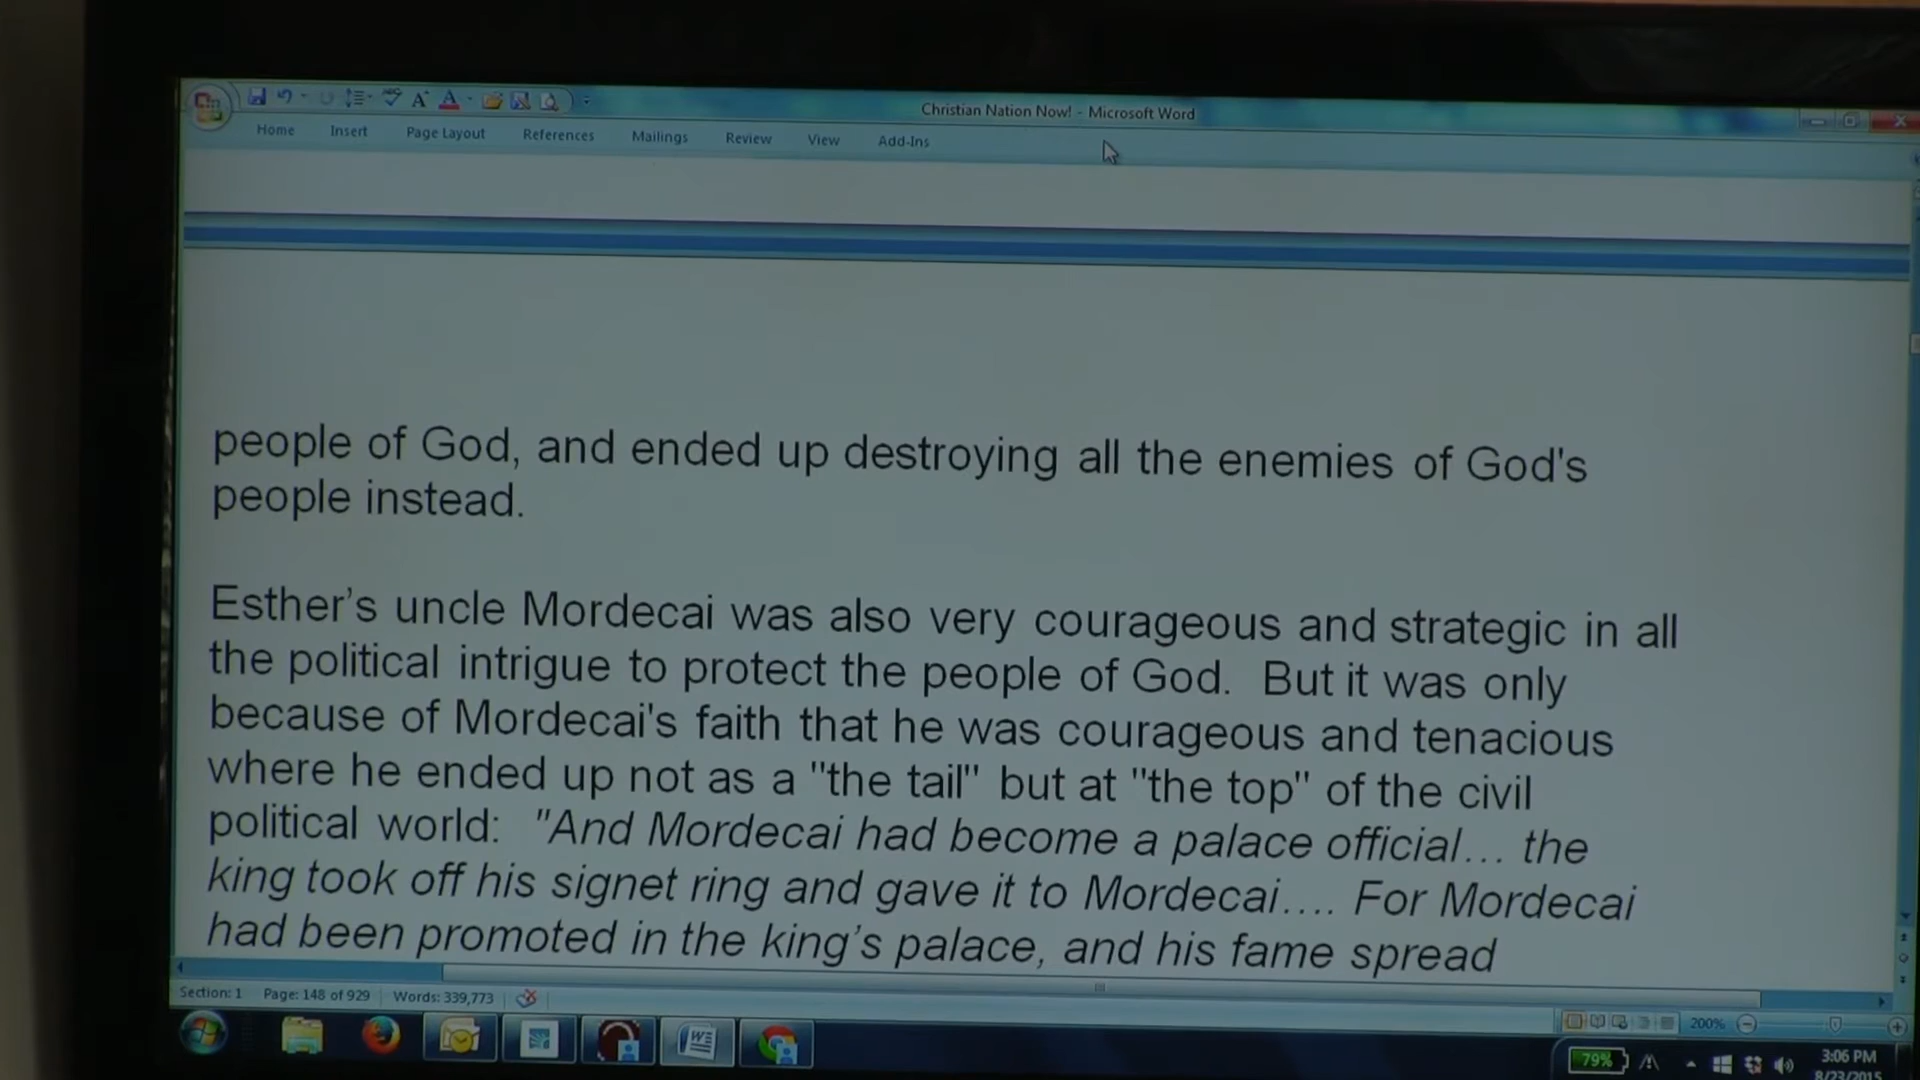 Christian Nation Now! - Microsoft Word
Home Insert Page Layout References Mailings Review View Add-Ins
people of God, and ended up destroying all the enemies of God's
people instead.
Esther’s uncle Mordecai was also very courageous and strategic in all
the political intrigue to protect the people of God.  But it was only
because of Mordecai's faith that he was courageous and tenacious
where he ended up not as a "the tail" but at "the top" of the civil
political world:  "And Mordecai had become a palace official… the
king took off his signet ring and gave it to Mordecai…. For Mordecai
had been promoted in the king’s palace, and his fame spread
Section: 1 Page: 148 of 929 Words: 339,773
200%
79%
3:06 PM
8/23/2015